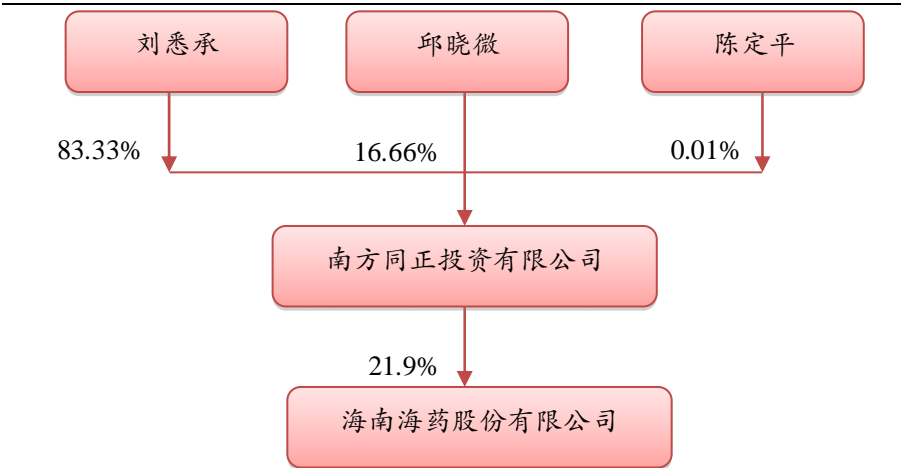 刘悉承
邱晓微
陈定平
83.33%
16.66%
0.01%
南方同正投资有限公司
21.9%
海南海药股份有限公司